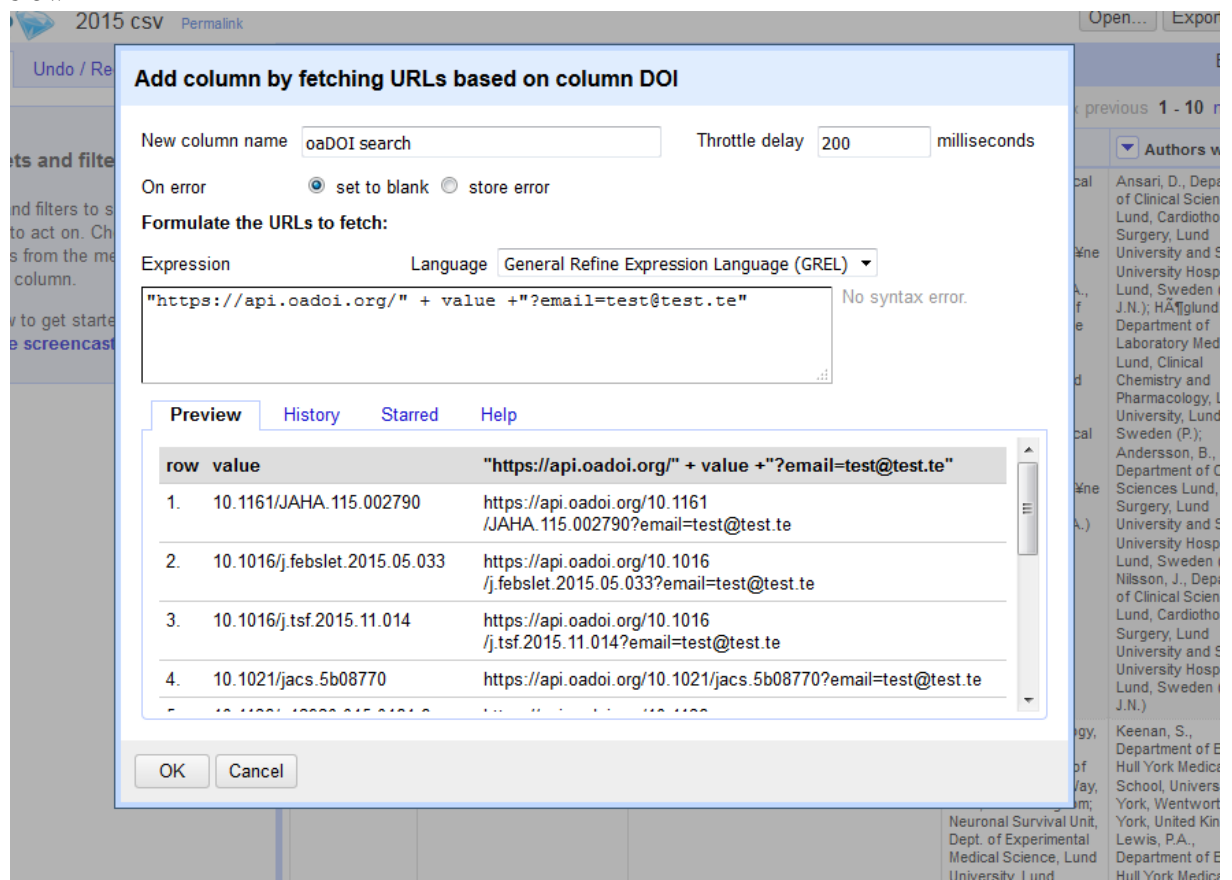 2015 csv Permalink
Open... Expor
Undo / Re
Add column by fetching URLs based on column DOI
previous 1 - 10
New column name oaDOI search Throttle delay 200 milliseconds
Authors w
ets and filte
On error set to blank store error
nd filters to s
Formulate the URLs to fetch:
to act on. Ch
s from the me
Expression Language General Refine Expression Language (GREL)
column.
"https://api.oadoi.org/" + value +"?email=test@test.te"
No syntax error.
w to get starte
e screencast
Preview History Starred Help
row value "https://api.oadoi.org/" + value +"?email=test@test.te"
1. 10.1161/JAHA.115.002790 https://api.oadoi.org/10.1161
/JAHA.115.002790?email=test@test.te
2. 10.1016/j.febslet.2015.05.033 https://api.oadoi.org/10.1016
/j.febslet.2015.05.033?email=test@test.te
3. 10.1016/j.tsf.2015.11.014 https://api.oadoi.org/10.1016
/j.tsf.2015.11.014?email=test@test.te
4. 10.1021/jacs.5b08770 https://api.oadoi.org/10.1021/jacs.5b08770?email=test@test.te
OK Cancel
cal
¥ne
A.,
f
e
d
cal
¥ne
A.)
Ansari, D., Depa
of Clinical Scien
Lund, Cardiotho
Surgery, Lund
University and S
University Hosp
Lund, Sweden (
J.N.); HÃ¶glund
Department of
Laboratory Med
Lund, Clinical
Chemistry and
Pharmacology, L
University, Lund
Sweden (P.);
Andersson, B.,
Department of C
Sciences Lund,
Surgery, Lund
University and S
University Hosp
Lund, Sweden (
Nilsson, J., Depa
of Clinical Scien
Lund, Cardiotho
Surgery, Lund
University and S
University Hosp
Lund, Sweden (
J.N.)
ogy,
of
Way,
om;
Neuronal Survival Unit,
Dept. of Experimental
Medical Science, Lund
University, Lund
Keenan, S.,
Department of E
Hull York Medica
School, Univers
York, Wentwort
York, United Kin
Lewis, P.A.,
Department of E
Hull York Medica